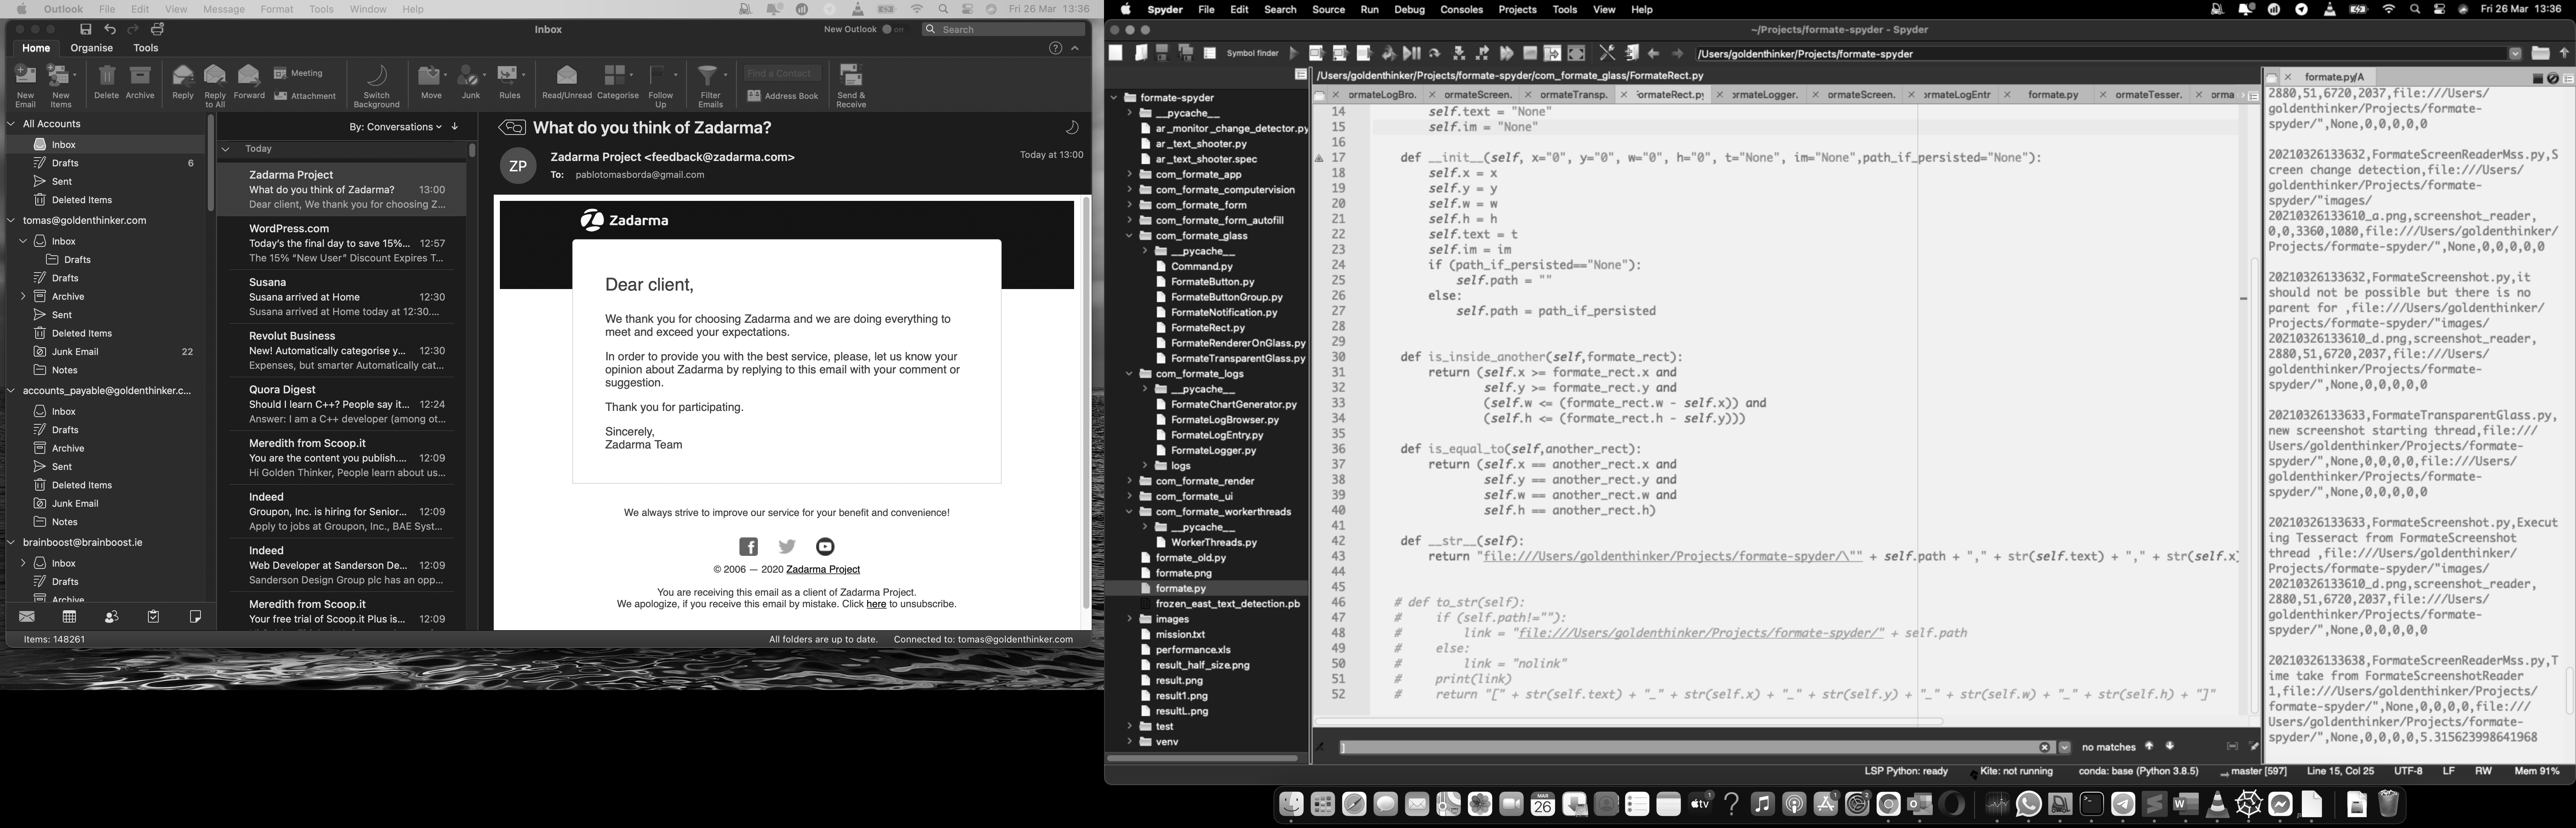 Outlook File Edit View Message Format Tools Window Help
Fri 26 Mar 13:36
Inbox
New Outlook
Search
Home Organise Tools
New Email
New Items
Delete
Archive
Reply
Reply to All
Forward
Meeting
Attachment
Switch Background
Move
Junk
Rules
Read/Unread
Categorise
Follow Up
Filter Emails
Find a Contact
Address Book
Send & Receive
All Accounts
Inbox
Drafts 6
Sent
Deleted Items
tomas@goldenthinker.com
Inbox
Drafts
Drafts
Archive
Sent
Deleted Items
Junk Email 22
Notes
accounts_payable@goldenthinker.c...
Inbox
Drafts
Archive
Sent
Deleted Items
Junk Email
Notes
brainboost@brainboost.ie
Inbox
Drafts
Archive
Items: 148261
By: Conversations
Today
Zadarma Project
What do you think of Zadarma? 13:00
Dear client, We thank you for choosing Z...
WordPress.com
Today's the final day to save 15%... 12:57
The 15% "New User" Discount Expires T...
Susana
Susana arrived at Home 12:30
Susana arrived at Home today at 12:30....
Revolut Business
New! Automatically categorise y... 12:30
Expenses, but smarter Automatically cat...
Quora Digest
Should I learn C++? People say it... 12:24
Answer: I am a C++ developer (among ot...
Meredith from Scoop.it
You are the content you publish.... 12:09
Hi Golden Thinker, People learn about us...
Indeed
Groupon, Inc. is hiring for Senior... 12:09
Apply to jobs at Groupon, Inc., BAE Syst...
Indeed
Web Developer at Sanderson De... 12:09
Sanderson Design Group plc has an opp...
Meredith from Scoop.it
Your free trial of Scoop.it Plus is... 12:09
What do you think of Zadarma?
ZP
Zadarma Project <feedback@zadarma.com>
Today at 13:00
To: pablotomasborda@gmail.com
Zadarma
Dear client,
We thank you for choosing Zadarma and we are doing everything to
meet and exceed your expectations.
In order to provide you with the best service, please, let us know your
opinion about Zadarma by replying to this email with your comment or
suggestion.
Thank you for participating.
Sincerely,
Zadarma Team
We always strive to improve our service for your benefit and convenience!
© 2006 — 2020 Zadarma Project
You are receiving this email as a client of Zadarma Project.
We apologize, if you receive this email by mistake. Click here to unsubscribe.
All folders are up to date. Connected to: tomas@goldenthinker.com
Spyder File Edit Search Source Run Debug Consoles Projects Tools View Help
Fri 26 Mar 13:36
~/Projects/formate-spyder - Spyder
Symbol finder
/Users/goldenthinker/Projects/formate-spyder
formate-spyder
__pycache__
ar_monitor_change_detector.py
ar_text_shooter.py
ar_text_shooter.spec
com_formate_app
com_formate_computervision
com_formate_form
com_formate_form_autofill
com_formate_glass
__pycache__
Command.py
FormateButton.py
FormateButtonGroup.py
FormateNotification.py
FormateRect.py
FormateRendererOnGlass.py
FormateTransparentGlass.py
com_formate_logs
__pycache__
FormateChartGenerator.py
FormateLogBrowser.py
FormateLogEntry.py
FormateLogger.py
logs
com_formate_render
com_formate_ui
com_formate_workerthreads
__pycache__
WorkerThreads.py
formate_old.py
formate.png
formate.py
frozen_east_text_detection.pb
images
mission.txt
performance.xls
result_half_size.png
result.png
result1.png
resultL.png
test
venv
/Users/goldenthinker/Projects/formate-spyder/com_formate_glass/FormateRect.py
ormateLogBro. ormateScreen. ormateTransp. ormateRect.py ormateLogger. ormateScreen. ormateLogEntr formate.py ormateTesser. orma
14 self.text = "None"
15 self.im = "None"
16
17 def __init__(self, x="0", y="0", w="0", h="0", t="None", im="None",path_if_persisted="None"):
18 self.x = x
19 self.y = y
20 self.w = w
21 self.h = h
22 self.text = t
23 self.im = im
24 if (path_if_persisted=="None"):
25 self.path = ""
26 else:
27 self.path = path_if_persisted
28
29
30 def is_inside_another(self,formate_rect):
31 return (self.x >= formate_rect.x and
32 self.y >= formate_rect.y and
33 (self.w <= (formate_rect.w - self.x)) and
34 (self.h <= (formate_rect.h - self.y)))
35
36 def is_equal_to(self,another_rect):
37 return (self.x == another_rect.x and
38 self.y == another_rect.y and
39 self.w == another_rect.w and
40 self.h == another_rect.h)
41
42 def __str__(self):
43 return "file:///Users/goldenthinker/Projects/formate-spyder/\"" + self.path + "," + str(self.text) + "," + str(self.x)
44
45
46 # def to_str(self):
47 # if (self.path!=""):
48 # link = "file:///Users/goldenthinker/Projects/formate-spyder/" + self.path
49 # else:
50 # link = "nolink"
51 # print(link)
52 # return "[" + str(self.text) + "_" + str(self.x) + "_" + str(self.y) + "_" + str(self.w) + "_" + str(self.h) + "]"
]
no matches
formate.py/A
2880,51,6720,2037,file:///Users/
goldenthinker/Projects/formate-
spyder/",None,0,0,0,0,0
20210326133632,FormateScreenReaderMss.py,S
creen change detection,file:///Users/
goldenthinker/Projects/formate-
spyder/"images/
20210326133610_a.png,screenshot_reader,
0,0,3360,1080,file:///Users/goldenthinker/
Projects/formate-spyder/",None,0,0,0,0,0
20210326133632,FormateScreenshot.py,it
should not be possible but there is no
parent for ,file:///Users/goldenthinker/
Projects/formate-spyder/"images/
20210326133610_d.png,screenshot_reader,
2880,51,6720,2037,file:///Users/
goldenthinker/Projects/formate-
spyder/",None,0,0,0,0,0
20210326133633,FormateTransparentGlass.py,
new screenshot starting thread,file:///
Users/goldenthinker/Projects/formate-
spyder/",None,0,0,0,0,file:///Users/
goldenthinker/Projects/formate-
spyder/",None,0,0,0,0,0
20210326133633,FormateScreenshot.py,Execut
ing Tesseract from FormateScreenshot
thread ,file:///Users/goldenthinker/
Projects/formate-spyder/"images/
20210326133610_d.png,screenshot_reader,
2880,51,6720,2037,file:///Users/
goldenthinker/Projects/formate-
spyder/",None,0,0,0,0,0
20210326133638,FormateScreenReaderMss.py,T
ime take from FormateScreenshotReader
1,file:///Users/goldenthinker/Projects/
formate-spyder/",None,0,0,0,0,file:///
Users/goldenthinker/Projects/formate-
spyder/",None,0,0,0,0,5.315623998641968
LSP Python: ready Kite: not running conda: base (Python 3.8.5) master [597] Line 15, Col 25 UTF-8 LF RW Mem 91%
MAR
26
tv